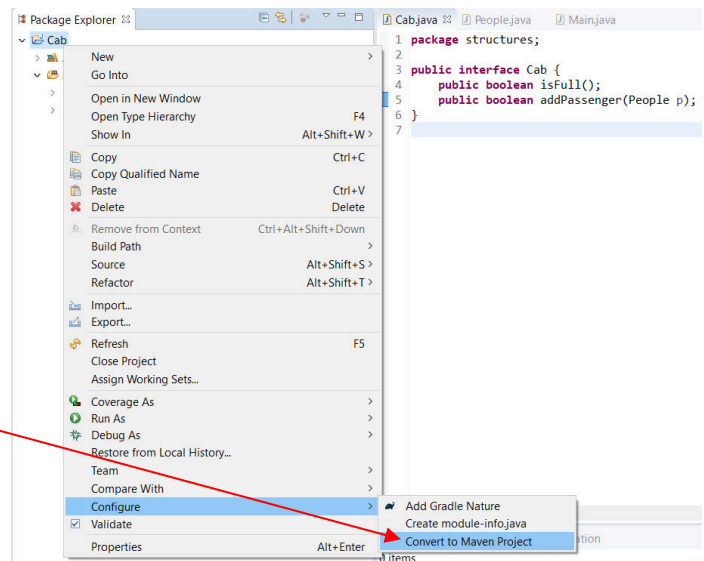 Package Explorer
Cab
New
Go Into
Open in New Window
Open Type Hierarchy F4
Show In Alt+Shift+W >
Copy Ctrl+C
Copy Qualified Name
Paste Ctrl+V
Delete Delete
Remove from Context Ctrl+Alt+Shift+Down
Build Path
Source Alt+Shift+S >
Refactor Alt+Shift+T >
Import...
Export...
Refresh F5
Close Project
Assign Working Sets...
Coverage As
Run As
Debug As
Restore from Local History...
Team
Compare With
Configure
Validate
Properties Alt+Enter
Add Gradle Nature
Create module-info.java
Convert to Maven Project
Cab.java People.java Main.java
1 package structures;
2
3 public interface Cab {
4 public boolean isFull();
5 public boolean addPassenger(People p);
6 }
7
items